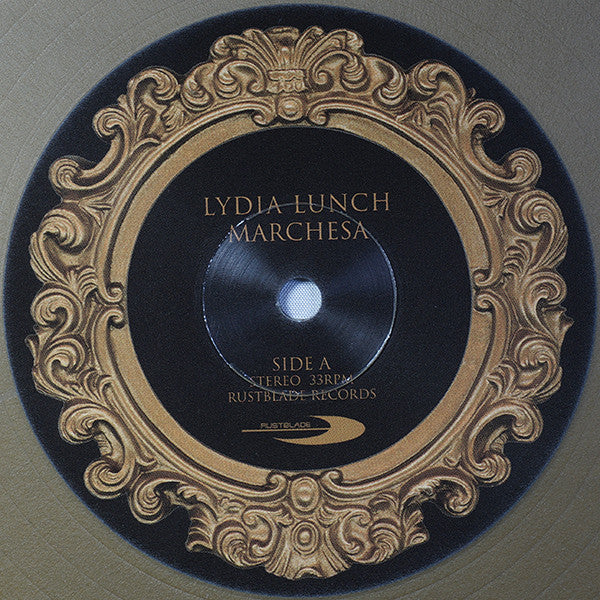 LYDIA LUNCH
MARCHESA
SIDE A
STEREO 33RPM
RUSTBLADE RECORDS
RUSTBLADE